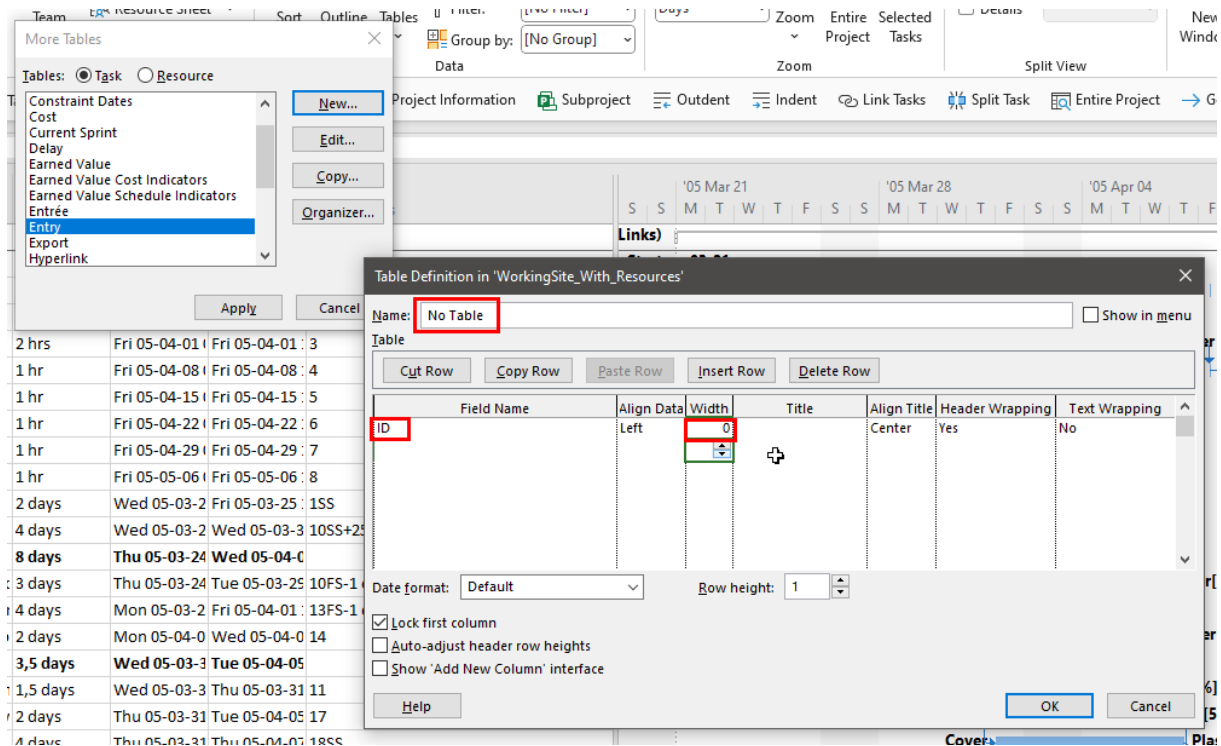 Team Resource Sheet Sort Outline Tables Filter: [No Filter] Days Zoom Entire Selected Details New
Group by: [No Group] Project Tasks
Data Zoom Split View
More Tables
Tables: Task Resource
Constraint Dates
Cost
Current Sprint
Delay
Earned Value
Earned Value Cost Indicators
Earned Value Schedule Indicators
Entrée
Entry
Export
Hyperlink
New...
Edit...
Copy...
Organizer...
Apply Cancel
Project Information Subproject Outdent Indent Link Tasks Split Task Entire Project
'05 Mar 21 '05 Mar 28 '05 Apr 04
S S M T W T F S S M T W T F S S M T W T F
Links)
Table Definition in 'WorkingSite_With_Resources'
Name: No Table Show in menu
Table
Cut Row Copy Row Paste Row Insert Row Delete Row
Field Name Align Data Width Title Align Title Header Wrapping Text Wrapping
ID Left 0 Center Yes No
Date format: Default Row height: 1
Lock first column
Auto-adjust header row heights
Show 'Add New Column' interface
Help OK Cancel
2 hrs Fri 05-04-01 Fri 05-04-01 3
1 hr Fri 05-04-08 Fri 05-04-08 4
1 hr Fri 05-04-15 Fri 05-04-15 5
1 hr Fri 05-04-22 Fri 05-04-22 6
1 hr Fri 05-04-29 Fri 05-04-29 7
1 hr Fri 05-05-06 Fri 05-05-06 8
2 days Wed 05-03-2 Fri 05-03-25 1SS
4 days Wed 05-03-2 Wed 05-03-3 10SS+25
8 days Thu 05-03-24 Wed 05-04-0
3 days Thu 05-03-24 Tue 05-03-29 10FS-1
4 days Mon 05-03-2 Fri 05-04-01 13FS-1
2 days Mon 05-04-0 Wed 05-04-0 14
3,5 days Wed 05-03-3 Tue 05-04-05
1,5 days Wed 05-03-3 Thu 05-03-31 11
2 days Thu 05-03-31 Tue 05-04-05 17
4 days Thu 05-03-31 Thu 05-04-07 18SS
Cover